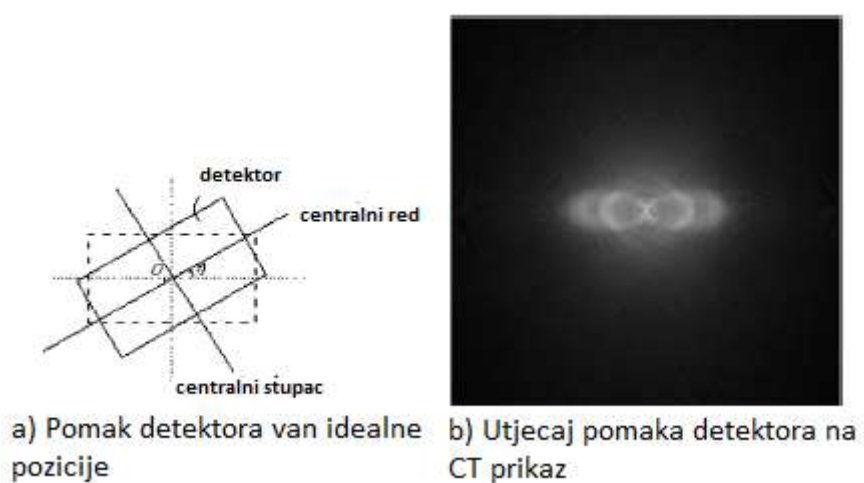 detektor
centralni red
O
centralni stupac
a) Pomak detektora van idealne
pozicije
b) Utjecaj pomaka detektora na
CT prikaz